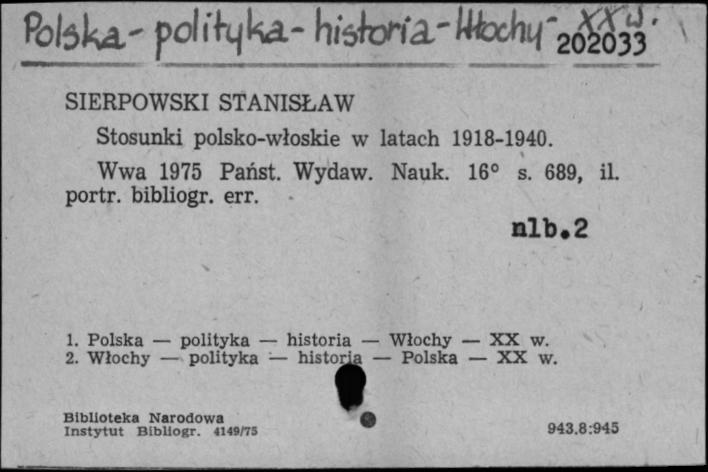 Polska - polityka - historia - Włochy - XX w.
202033
SIERPOWSKI STANISŁAW
Stosunki polsko-włoskie w latach 1918-1940.
Wwa 1975 Państ. Wydaw. Nauk. 16° s. 689, il.
portr. bibliogr. err.
nlb.2
1. Polska — polityka — historia — Włochy — XX w.
2. Włochy — polityka — historia — Polska — XX w.
Biblioteka Narodowa
Instytut Bibliogr. 4149/75
943.8:945